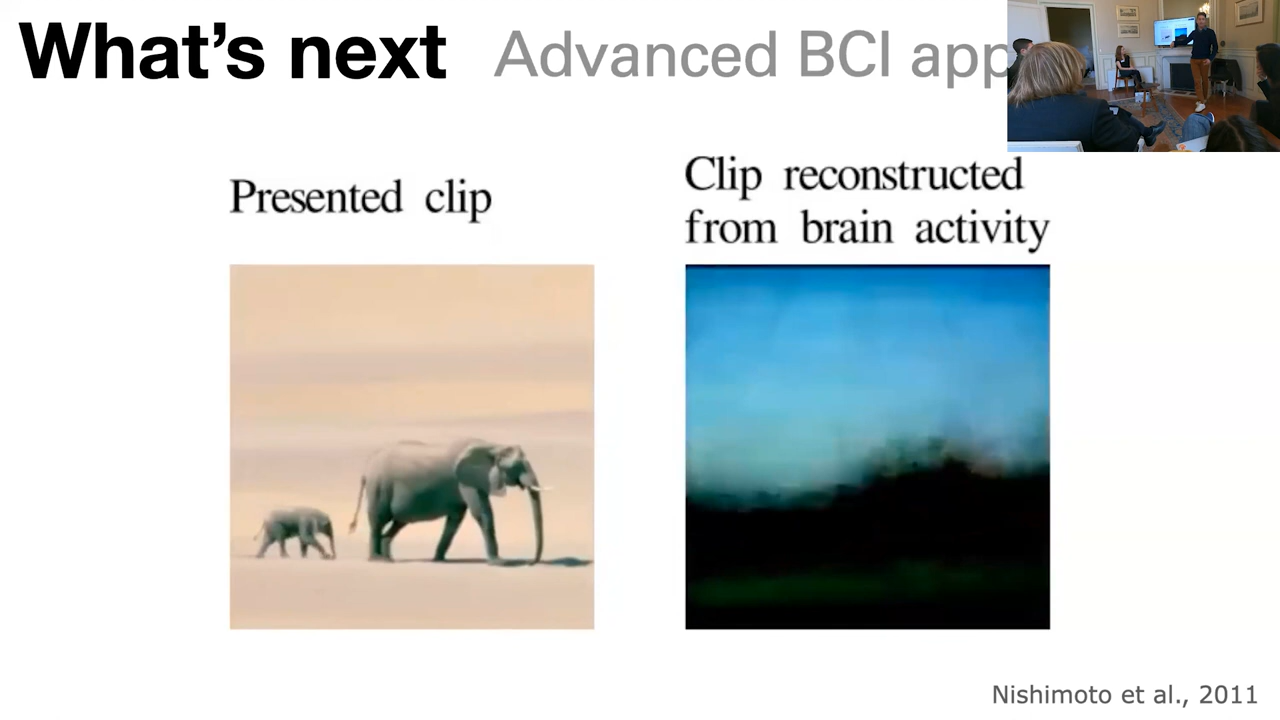 What's next Advanced BCI app
Presented clip
Clip reconstructed
from brain activity
Nishimoto et al., 2011